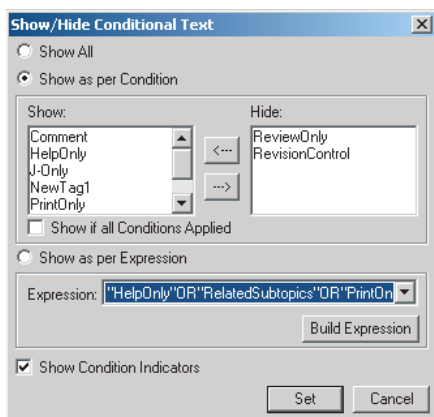 Show/Hide Conditional Text
Show All
Show as per Condition
Show: Hide:
Comment ReviewOnly
HelpOnly RevisionControl
J-Only
NewTag1
PrintOnly
<---
--->
Show if all Conditions Applied
Show as per Expression
Expression: "HelpOnly"OR"RelatedSubtopics"OR"PrintOn
Build Expression
Show Condition Indicators
Set Cancel